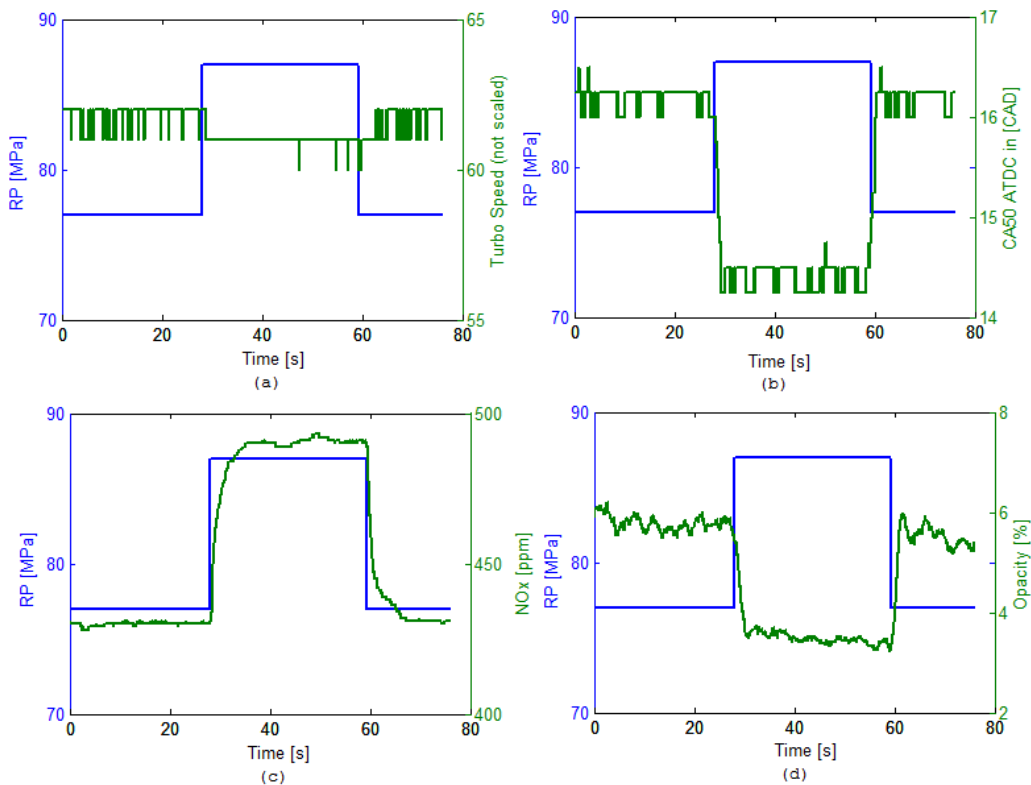 90
80
70
RP [MPa]
65
60
55
Turbo Speed (not scaled)
0 20 40 60 80
Time [s]
(a)
90
80
70
RP [MPa]
17
16
15
14
CA50 ATDC in [CAD]
0 20 40 60 80
Time [s]
(b)
90
80
70
RP [MPa]
500
450
400
NOx [ppm]
0 20 40 60 80
Time [s]
(c)
90
80
70
RP [MPa]
8
6
4
2
Opacity [%]
0 20 40 60 80
Time [s]
(d)